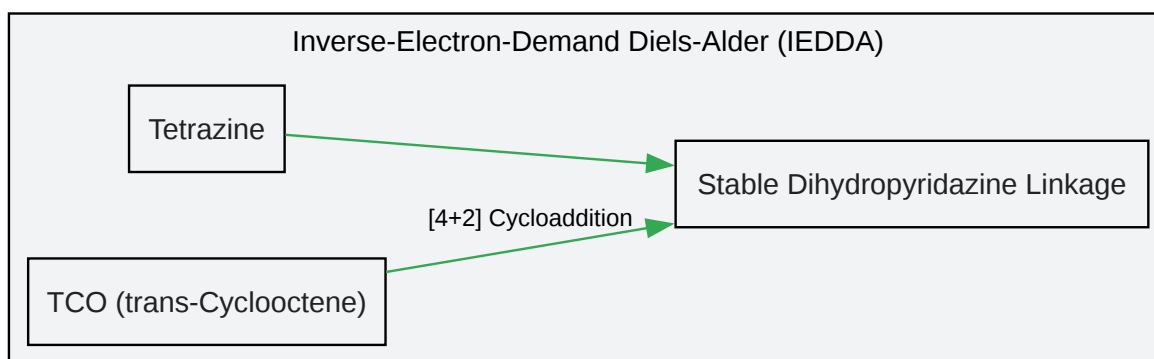 Inverse-Electron-Demand Diels-Alder (IEDDA)
Tetrazine
Stable Dihydropyridazine Linkage
[4+2] Cycloaddition
TCO (trans-Cyclooctene)